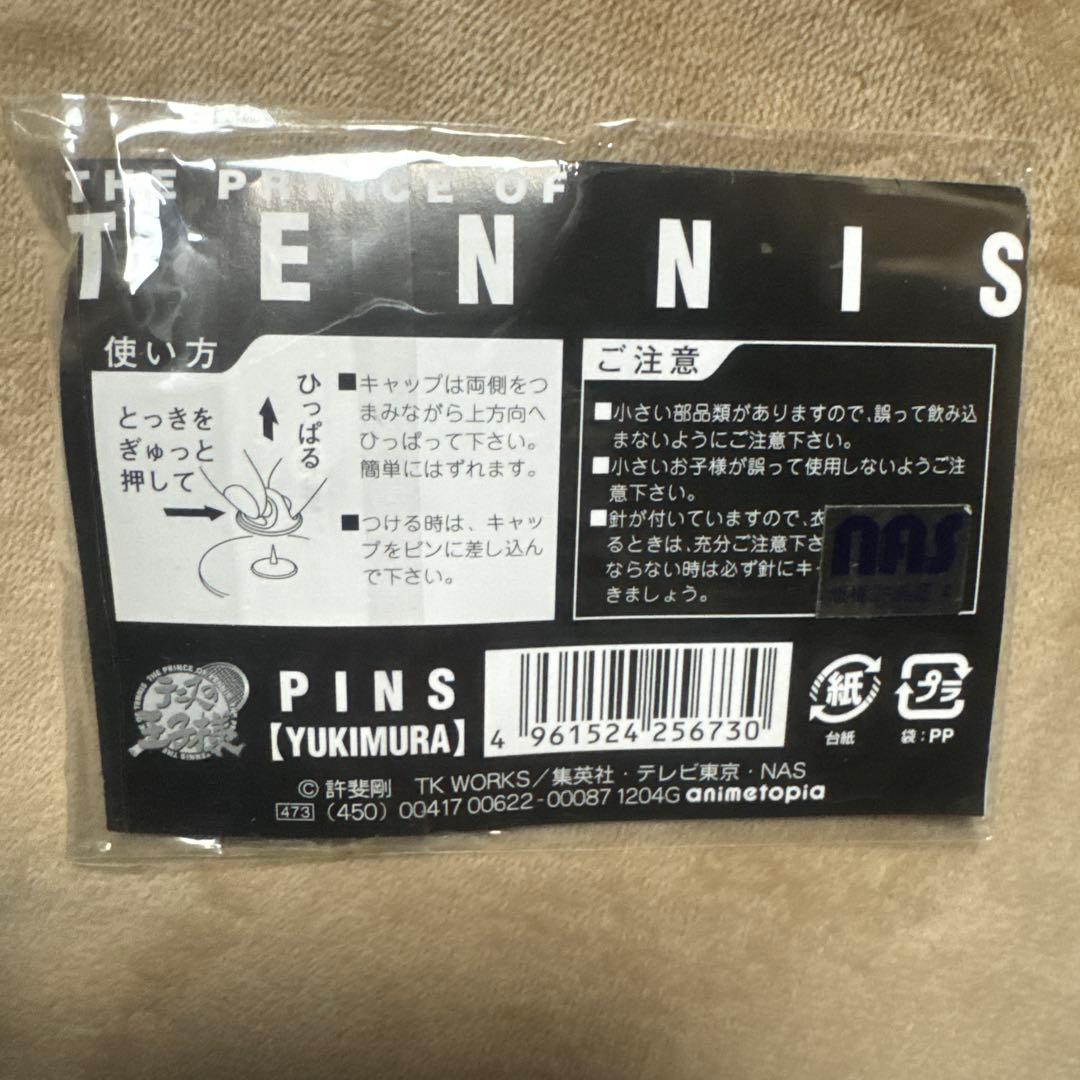 THE PRINCE OF
TENNIS
使い方
とっきを
ぎゅっと
押して
ひっぱる
■キャップは両側をつ
まみながら上方向へ
ひっぱって下さい。
簡単にはずれます。
■つける時は、キャッ
プをピンに差し込ん
で下さい。
ご注意
■小さい部品類がありますので、誤って飲み込
まないようにご注意下さい。
■小さいお子様が誤って使用しないようご注
意下さい。
■針が付いていますので、
るときは、充分ご注意下さ
ならない時は必ず針にキ
きましょう。
NAS
THE PRINCE OF
テニスの
王子様
PINS
【YUKIMURA】
4 961524 256730
紙
台紙
プラ
袋:PP
© 許斐剛 TK WORKS/集英社・テレビ東京・NAS
473 (450) 00417 00622-00087 1204G animetopia